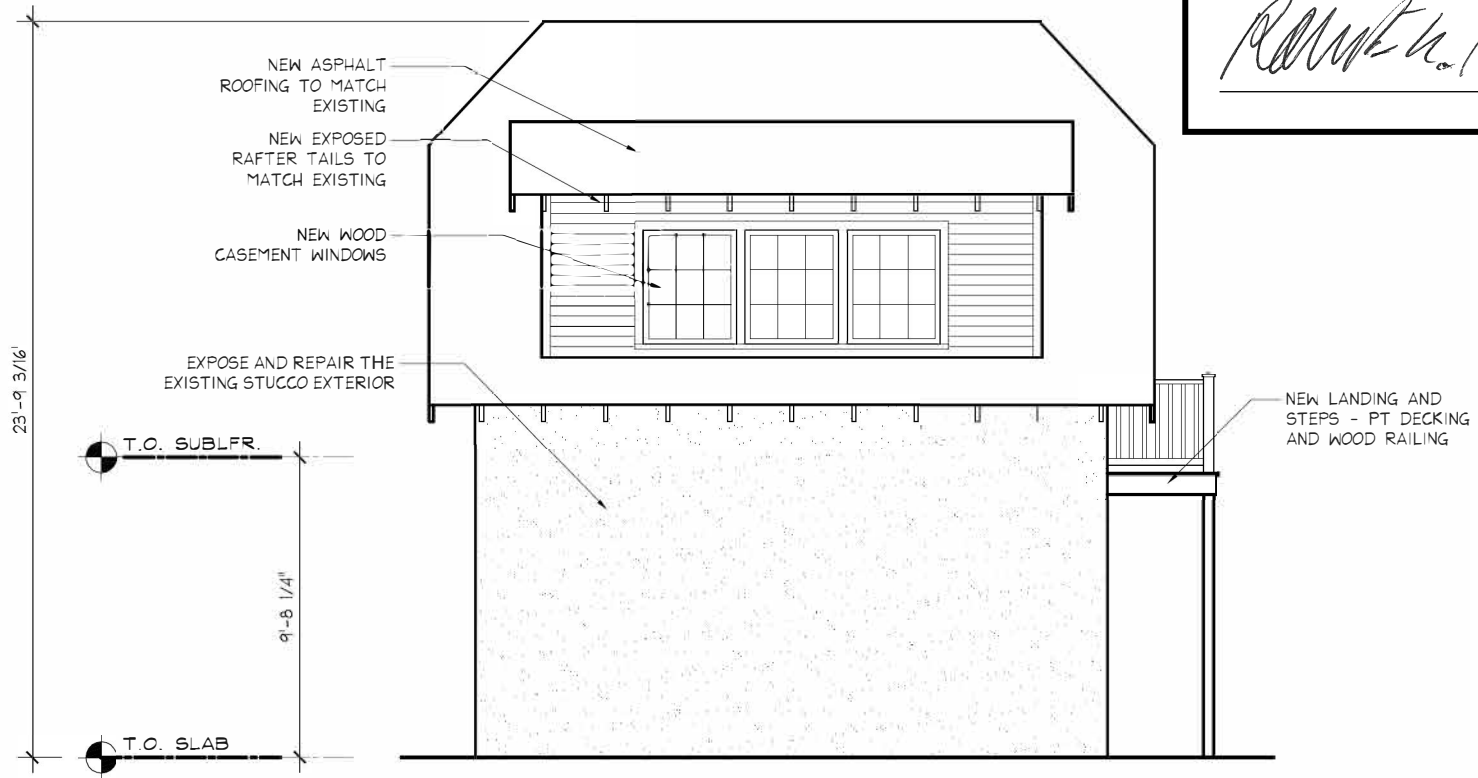 NEW ASPHALT
ROOFING TO MATCH
EXISTING
NEW EXPOSED
RAFTER TAILS TO
MATCH EXISTING
NEW WOOD
CASEMENT WINDOWS
EXPOSE AND REPAIR THE
EXISTING STUCCO EXTERIOR
NEW LANDING AND
STEPS - PT DECKING
AND WOOD RAILING
23'-9 3/16"
T.O. SUBLFR.
9'-8 1/4"
T.O. SLAB